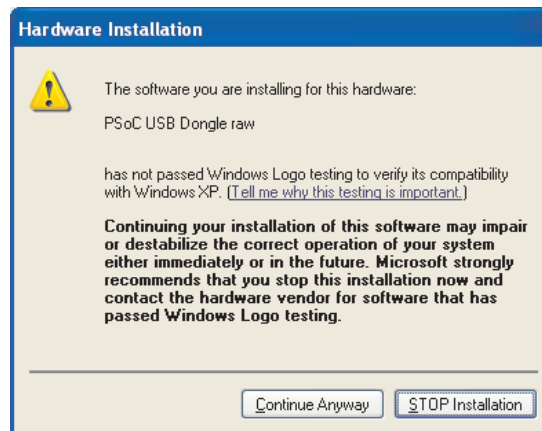 Hardware Installation
The software you are installing for this hardware:
PSoC USB Dongle raw
has not passed Windows Logo testing to verify its compatibility
with Windows XP. (Tell me why this testing is important.)
Continuing your installation of this software may impair
or destabilize the correct operation of your system
either immediately or in the future. Microsoft strongly
recommends that you stop this installation now and
contact the hardware vendor for software that has
passed Windows Logo testing.
Continue Anyway
STOP Installation